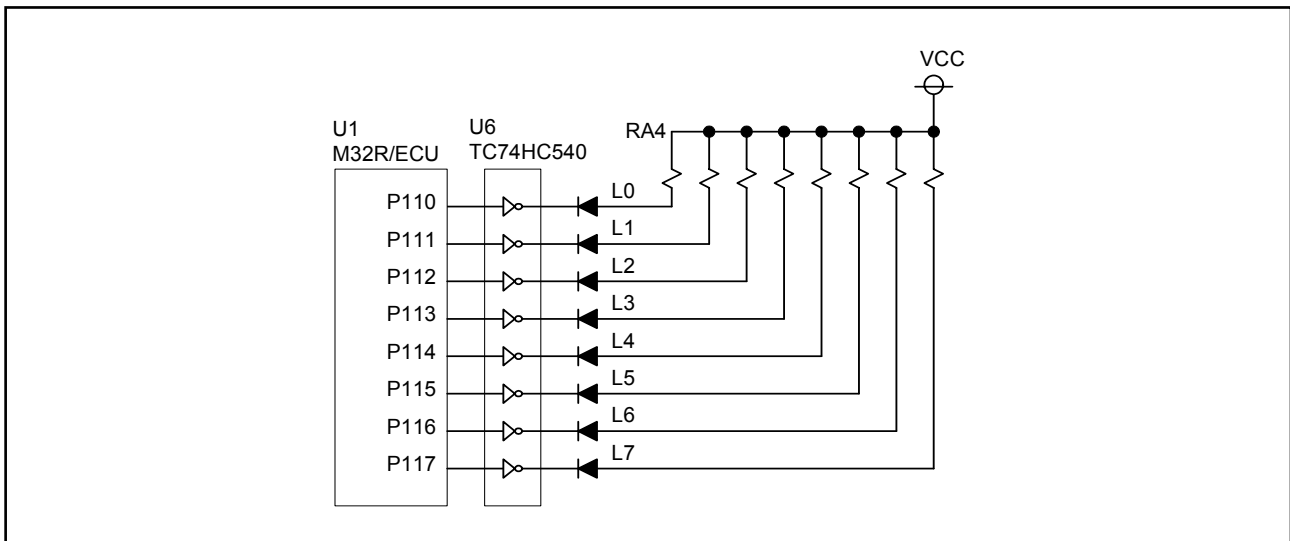 VCC
RA4
U1
M32R/ECU
U6
TC74HC540
P110
L0
P111
L1
P112
L2
P113
L3
P114
L4
P115
L5
P116
L6
P117
L7